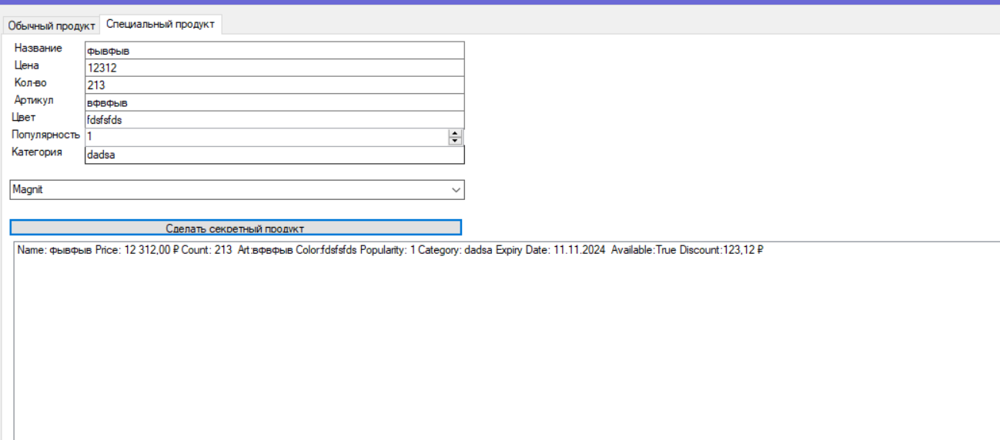 Обычный продукт Специальный продукт
Название фывфыв
Цена 12312
Кол-во 213
Артикул вфвфыв
Цвет fdsfsfds
Популярность 1
Категория dadsa
Magnit
Сделать секретный продукт
Name: фывфыв Price: 12 312,00 ₽ Count: 213 Art:вфвфыв Color:fdsfsfds Popularity: 1 Category: dadsa Expiry Date: 11.11.2024 Available:True Discount:123,12 ₽